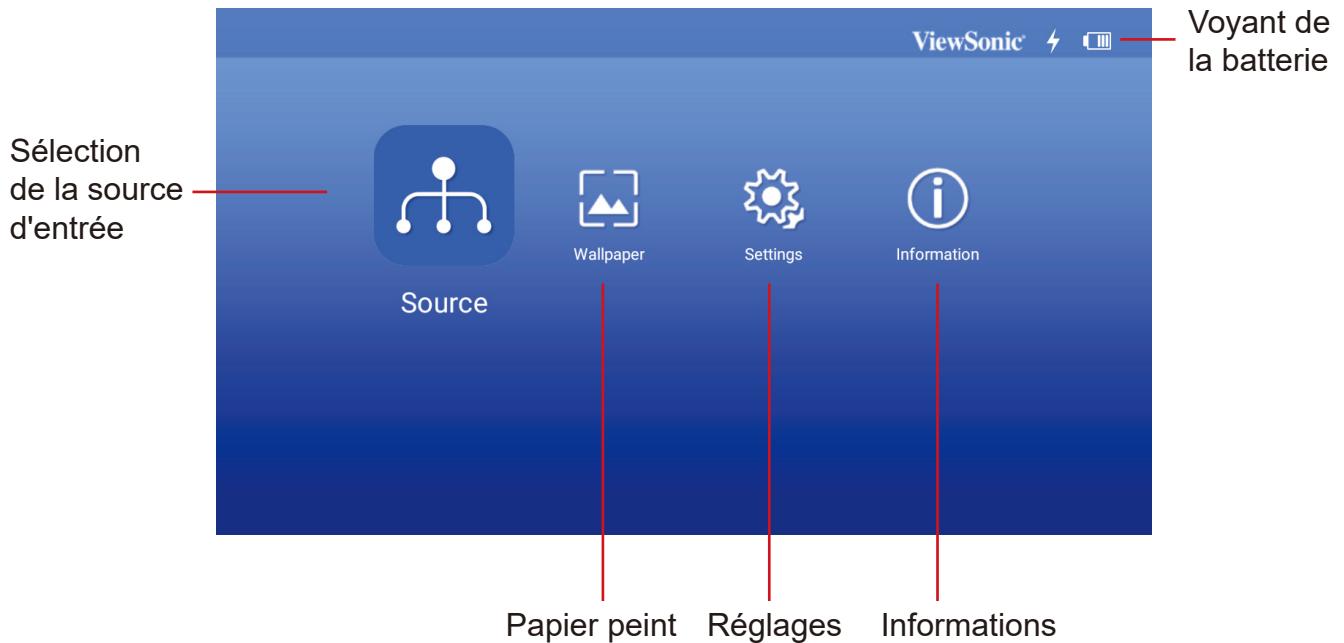 ViewSonic
Voyant de
la batterie
Sélection
de la source
d'entrée
Source
Wallpaper
Settings
Information
Papier peint
Réglages
Informations